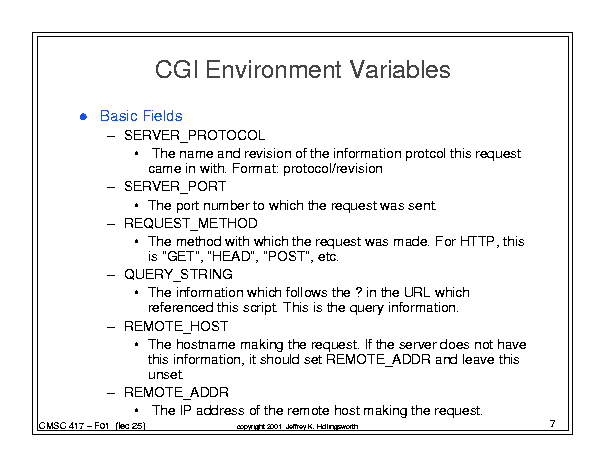 CGI Environment Variables
● Basic Fields
– SERVER_PROTOCOL
• The name and revision of the information protcol this request
came in with. Format: protocol/revision
– SERVER_PORT
• The port number to which the request was sent.
– REQUEST_METHOD
• The method with which the request was made. For HTTP, this
is "GET", "HEAD", "POST", etc.
– QUERY_STRING
• The information which follows the ? in the URL which
referenced this script. This is the query information.
– REMOTE_HOST
• The hostname making the request. If the server does not have
this information, it should set REMOTE_ADDR and leave this
unset.
– REMOTE_ADDR
• The IP address of the remote host making the request.
CMSC 417 – F01 (lec 25)
copyright 2001 Jeffrey K. Hollingsworth
7